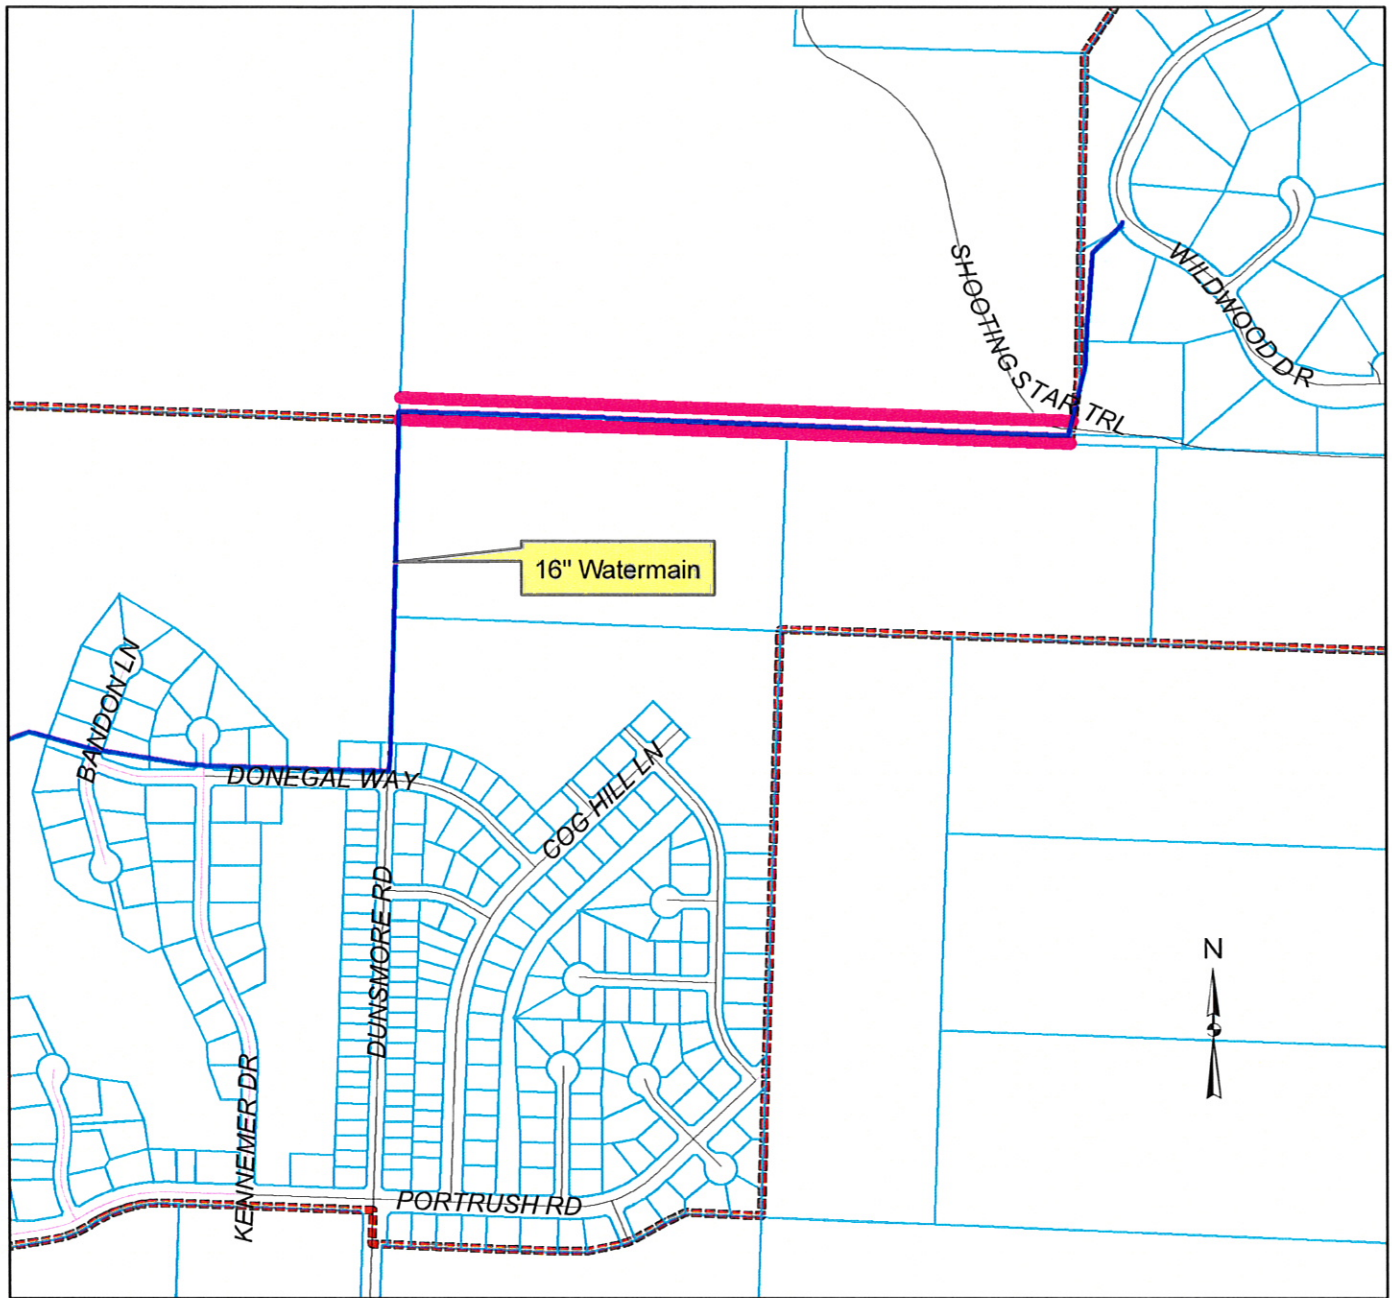 SHOOTING STAR TRL
WILDWOOD DR
16" Watermain
BANDON LN
DONEGAL WAY
COG HILL LN
DUNSMORE RD
N
KENNEMER DR
PORTRUSH RD